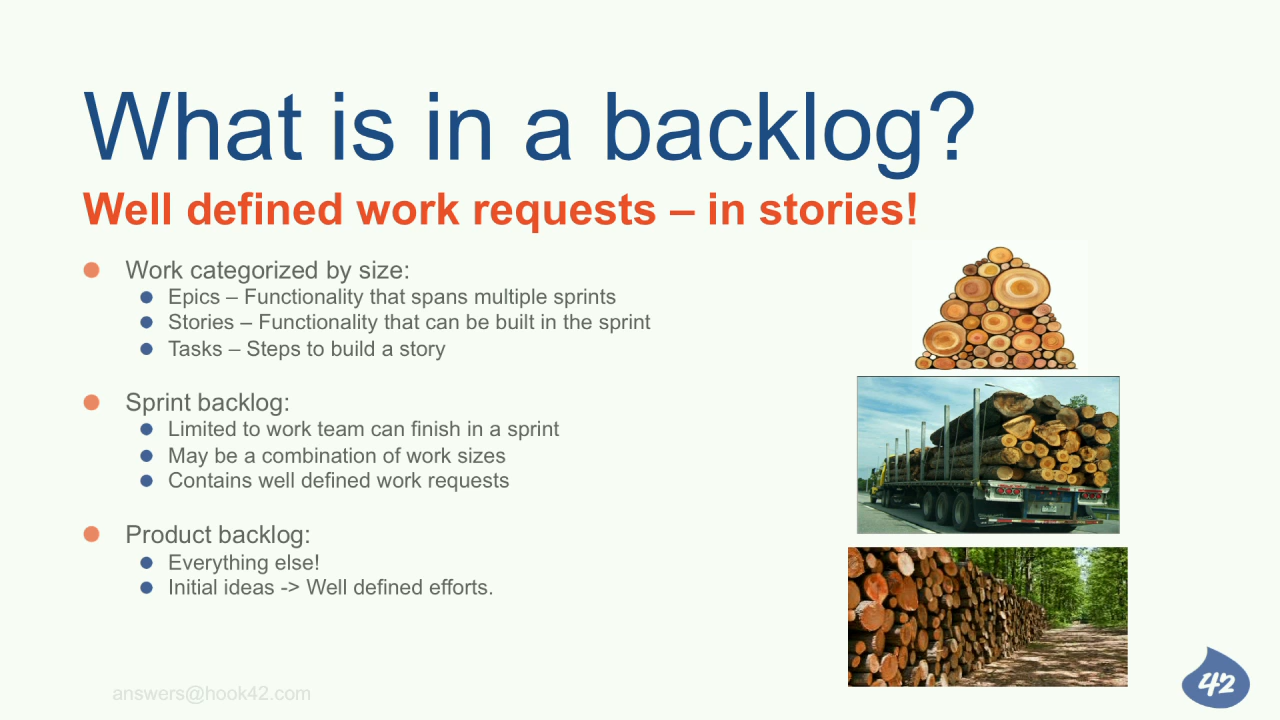 What is in a backlog?
Well defined work requests – in stories!
Work categorized by size:
Epics – Functionality that spans multiple sprints
Stories – Functionality that can be built in the sprint
Tasks – Steps to build a story
Sprint backlog:
Limited to work team can finish in a sprint
May be a combination of work sizes
Contains well defined work requests
Product backlog:
Everything else!
Initial ideas -> Well defined efforts.
answers@hook42.com
42